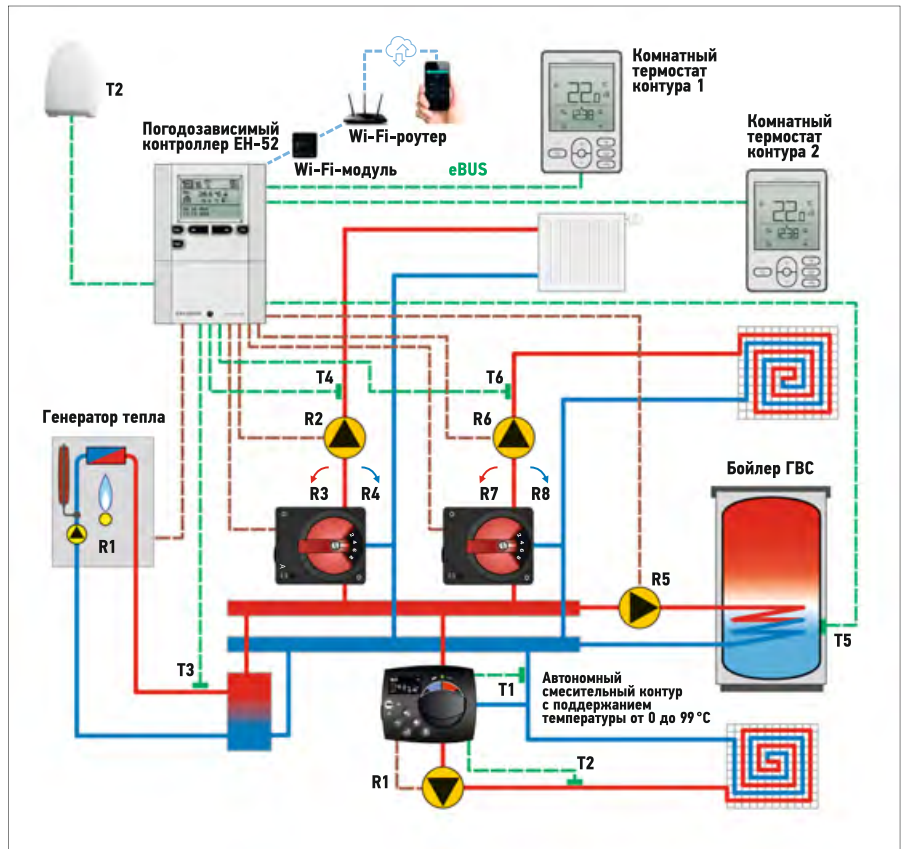 T2
Погодозависимый
контроллер EH-52
Wi-Fi-роутер
Wi-Fi-модуль
eBUS
Комнатный
термостат
контура 1
Комнатный
термостат
контура 2
T4
T6
R2
R6
R3
R4
R7
R8
Генератор тепла
R1
Бойлер ГВС
R5
T5
T3
T1
Автономный
смесительный контур
с поддержанием
температуры от 0 до 99 °C
T2
R1